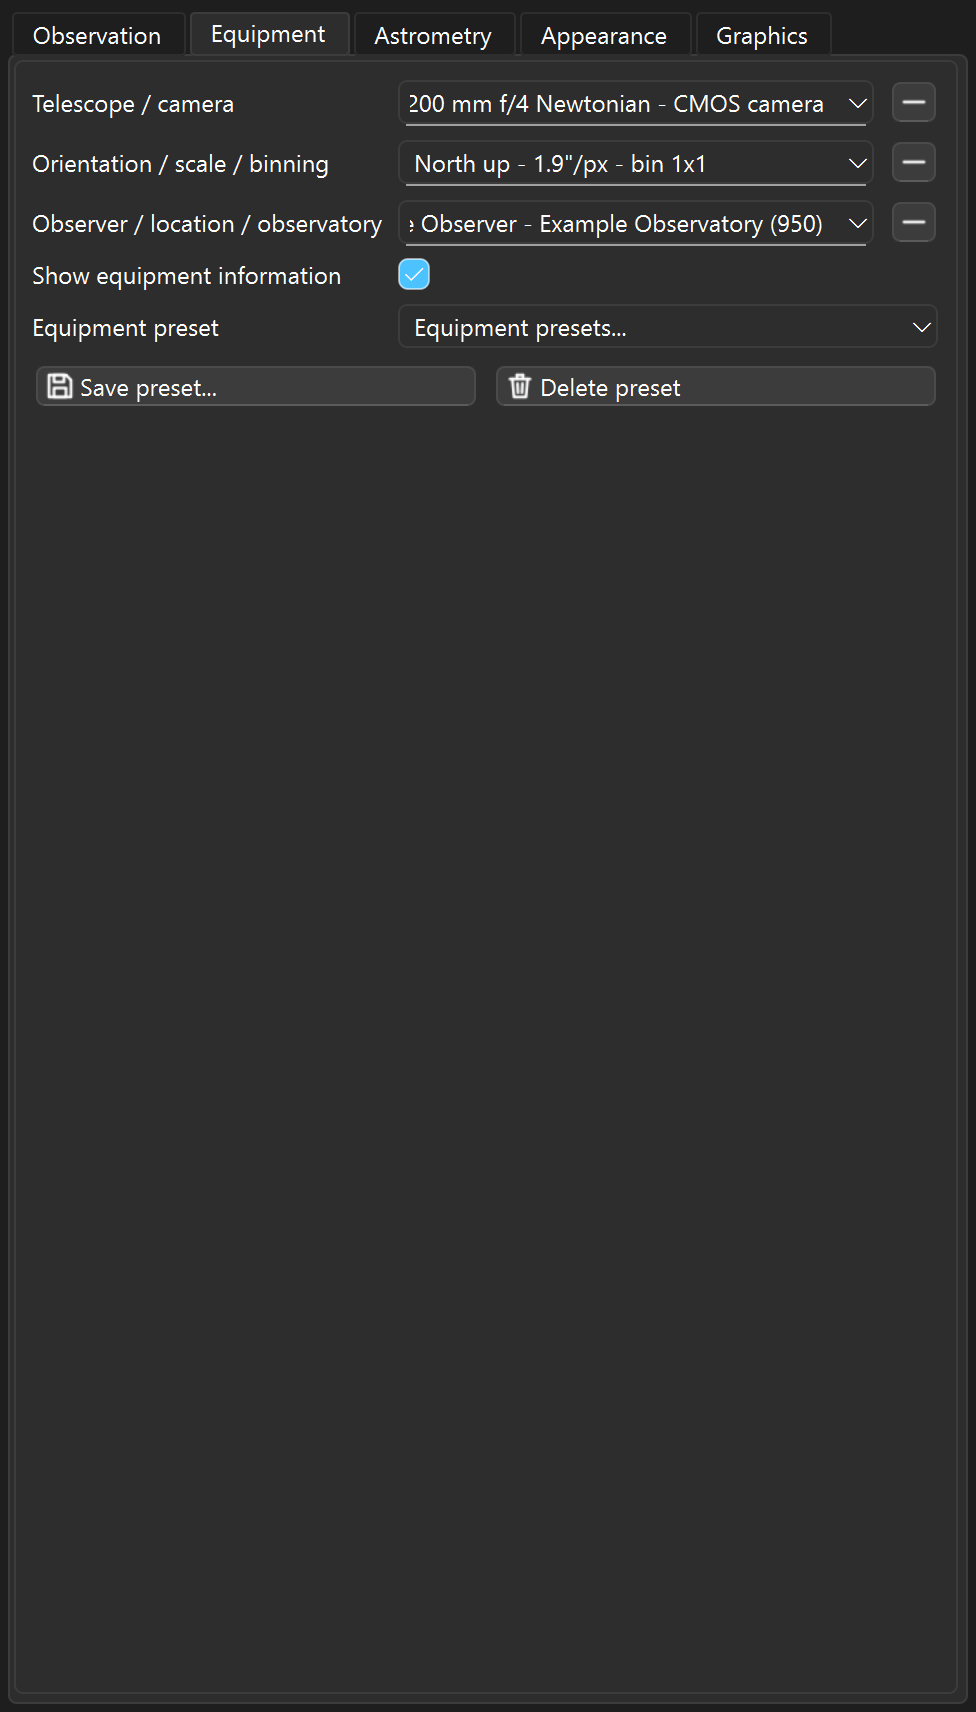 Observation
Equipment
Astrometry
Appearance
Graphics
Telescope / camera
200 mm f/4 Newtonian - CMOS camera
Orientation / scale / binning
North up - 1.9"/px - bin 1x1
Observer / location / observatory
Observer - Example Observatory (950)
Show equipment information
Equipment preset
Equipment presets...
Save preset...
Delete preset